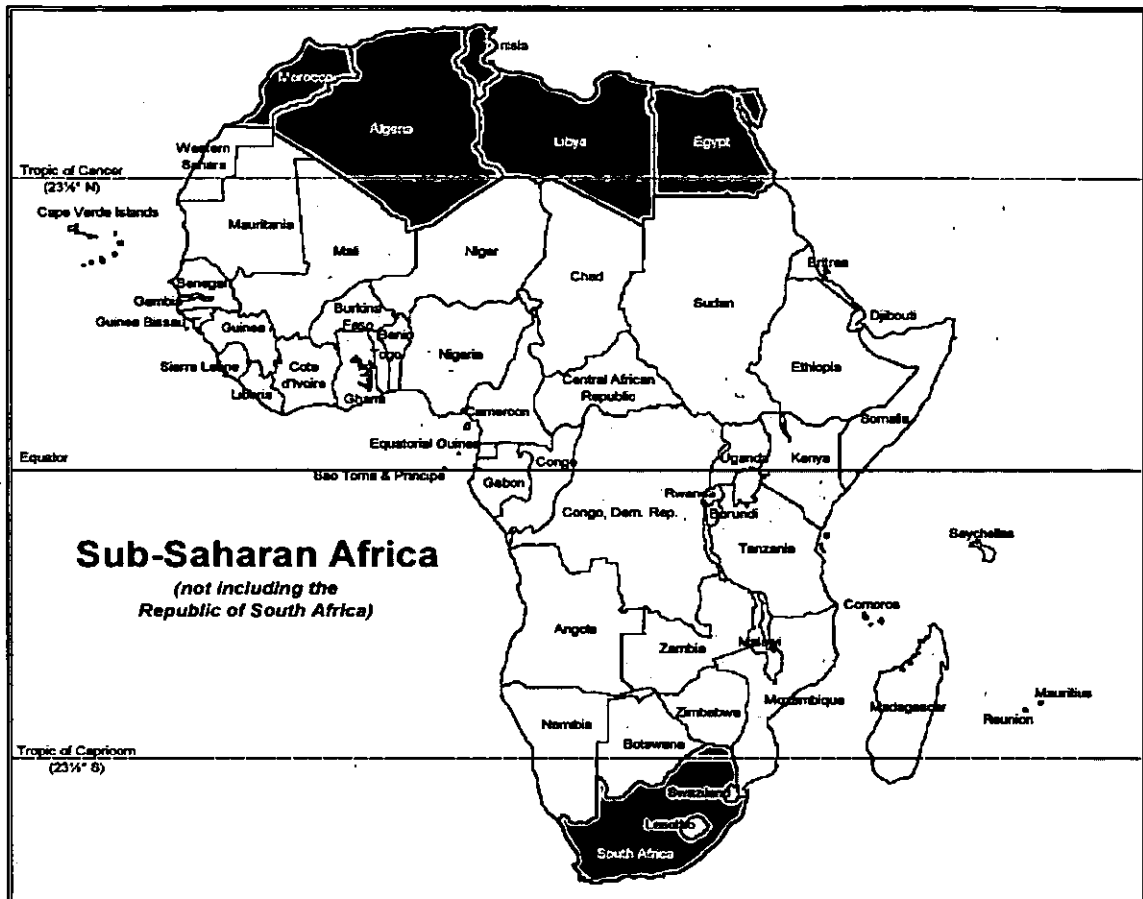 Morocco
Algeria
Libya
Egypt
Western
Sahara
Tropic of Cancer
(23½° N)
Cape Verde Islands
Mauritania
Mali
Niger
Chad
Sudan
Eritrea
Senegal
Gambia
Guinea Bissau
Guinea
Burkina
Faso
Benin
Togo
Nigeria
Djibouti
Ethiopia
Sierra Leone
Cote
d'Ivoire
Liberia
Ghana
Central African
Republic
Cameroon
Somalia
Equatorial Guinea
Equator
Congo
Uganda
Kenya
Sao Toma & Principe
Gabon
Rwanda
Congo, Dem. Rep.
Burundi
Tanzania
Seychelles
Sub-Saharan Africa
(not including the
Republic of South Africa)
Comoros
Angola
Zambia
Malawi
Mozambique
Madagascar
Mauritius
Reunion
Namibia
Zimbabwe
Botswana
Tropic of Capricorn
(23½° S)
Swaziland
Lesotho
South Africa